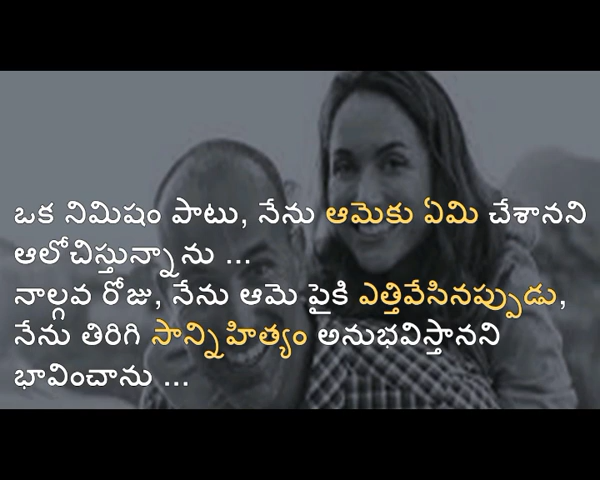 ఒక నిమిషం పాటు, నేను ఆమెకు ఏమి చేశానని
ఆలోచిస్తున్నాను ...
నాల్గవ రోజు, నేను ఆమె పైకి ఎత్తివేసినప్పుడు,
నేను తిరిగి సాన్నిహిత్యం అనుభవిస్తానని
భావించాను ...